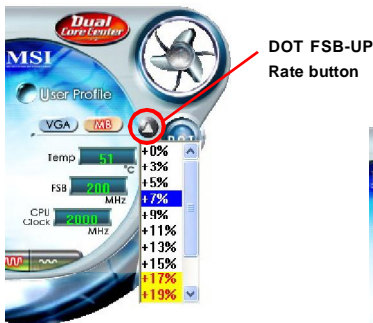 Dual
Core Center
MSI
User Profile
VGA MB
DOT
Temp 51 °C
FSB 200 MHz
CPU Clock 2000 MHz
+0%
+3%
+5%
+7%
+9%
+11%
+13%
+15%
+17%
+19%
DOT FSB-UP
Rate button